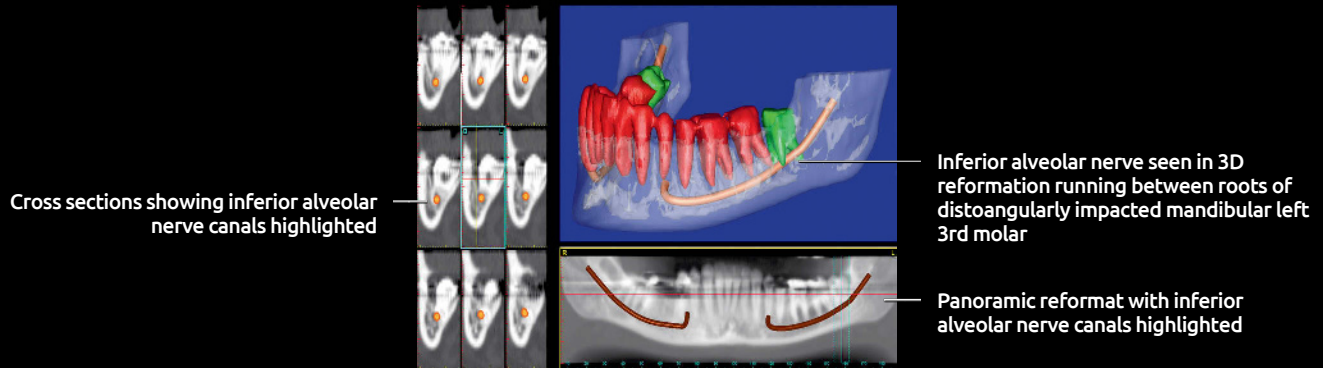 Cross sections showing inferior alveolar
nerve canals highlighted
Inferior alveolar nerve seen in 3D
reformation running between roots of
distoangularly impacted mandibular left
3rd molar
Panoramic reformat with inferior
alveolar nerve canals highlighted